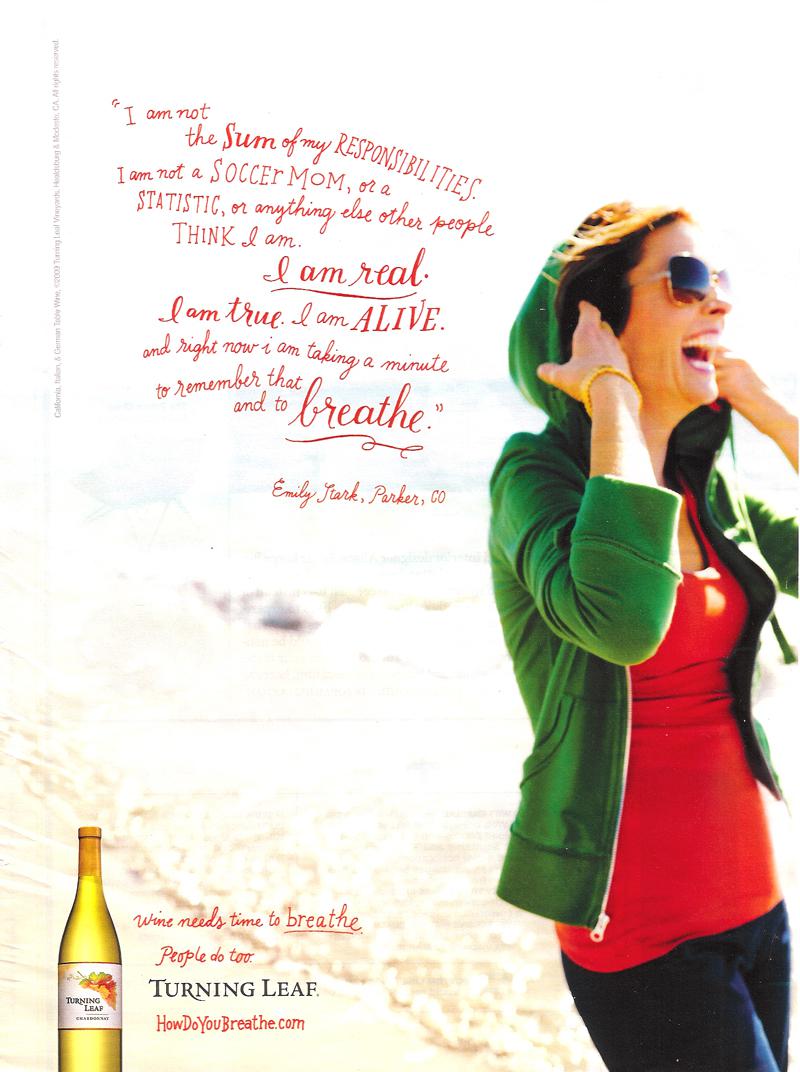 "I am not
the Sum of my RESPONSIBILITIES.
I am not a SOCCEr MOM, or a
STATISTIC, or anything else other people
THINK I am.
I am real.
I am true. I am ALIVE.
and right now i am taking a minute
to remember that
and to breathe."
Emily Stark, Parker, CO
wine needs time to breathe.
People do too.
TURNING LEAF.
HowDoYouBreathe.com
TURNING
LEAF
CHARDONNAY
California, Italian, & German Table Wine, ©2009 Turning Leaf Vineyards, Healdsburg & Modesto, CA. All rights reserved.